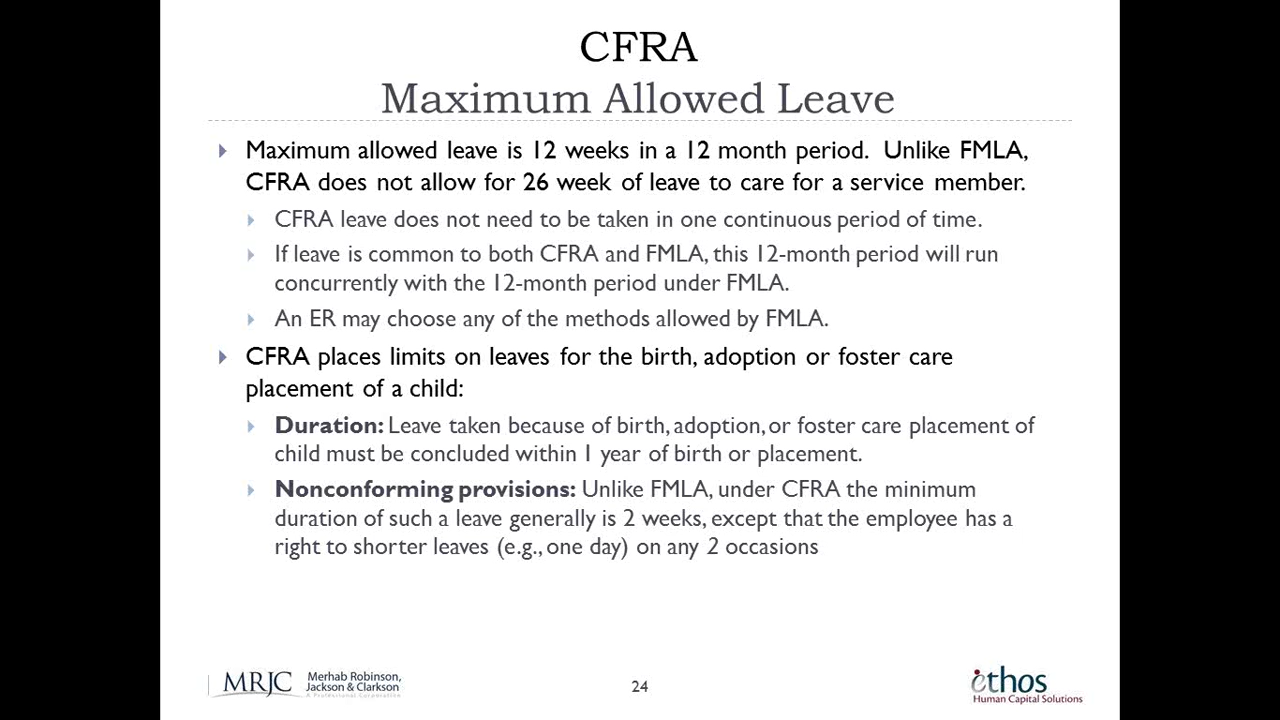 CFRA
Maximum Allowed Leave
Maximum allowed leave is 12 weeks in a 12 month period. Unlike FMLA,
CFRA does not allow for 26 week of leave to care for a service member.
CFRA leave does not need to be taken in one continuous period of time.
If leave is common to both CFRA and FMLA, this 12-month period will run
concurrently with the 12-month period under FMLA.
An ER may choose any of the methods allowed by FMLA.
CFRA places limits on leaves for the birth, adoption or foster care
placement of a child:
Duration: Leave taken because of birth, adoption, or foster care placement of
child must be concluded within 1 year of birth or placement.
Nonconforming provisions: Unlike FMLA, under CFRA the minimum
duration of such a leave generally is 2 weeks, except that the employee has a
right to shorter leaves (e.g., one day) on any 2 occasions
MRJC
Merhab Robinson,
Jackson & Clarkson
A Professional Corporation
24
ethos
Human Capital Solutions